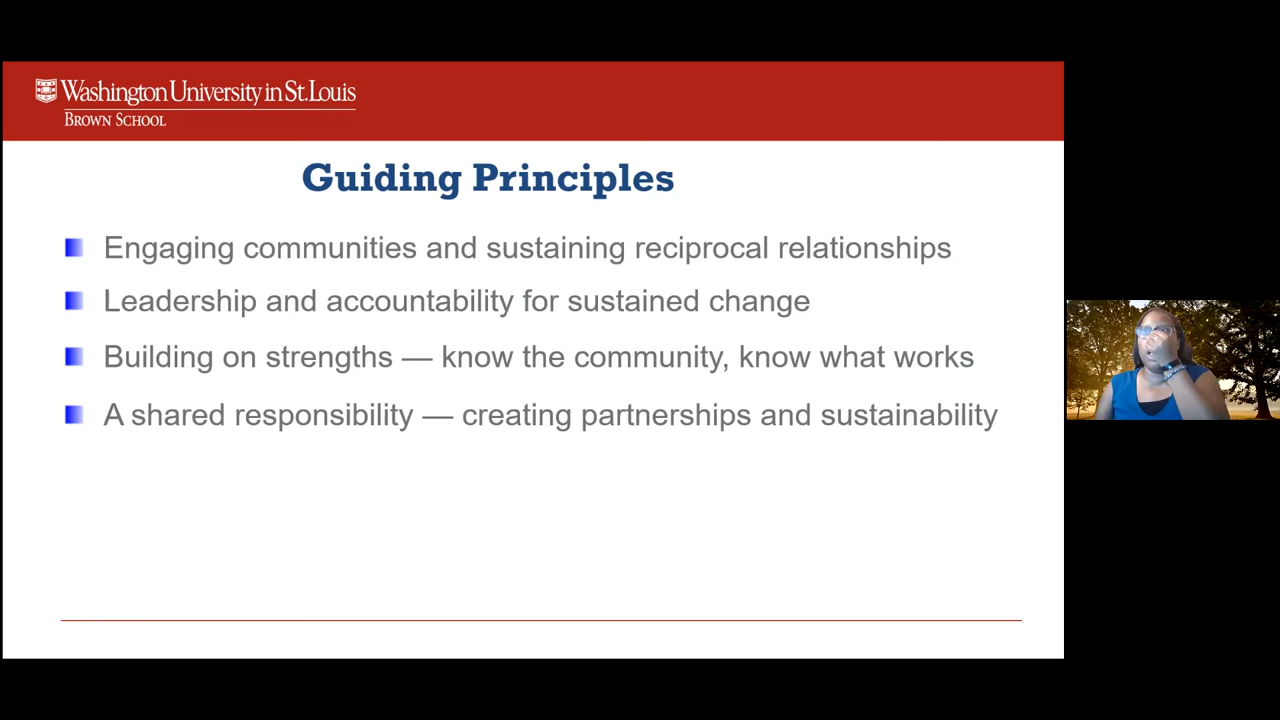 Washington University in St. Louis
Brown School
Guiding Principles
Engaging communities and sustaining reciprocal relationships
Leadership and accountability for sustained change
Building on strengths — know the community, know what works
A shared responsibility — creating partnerships and sustainability